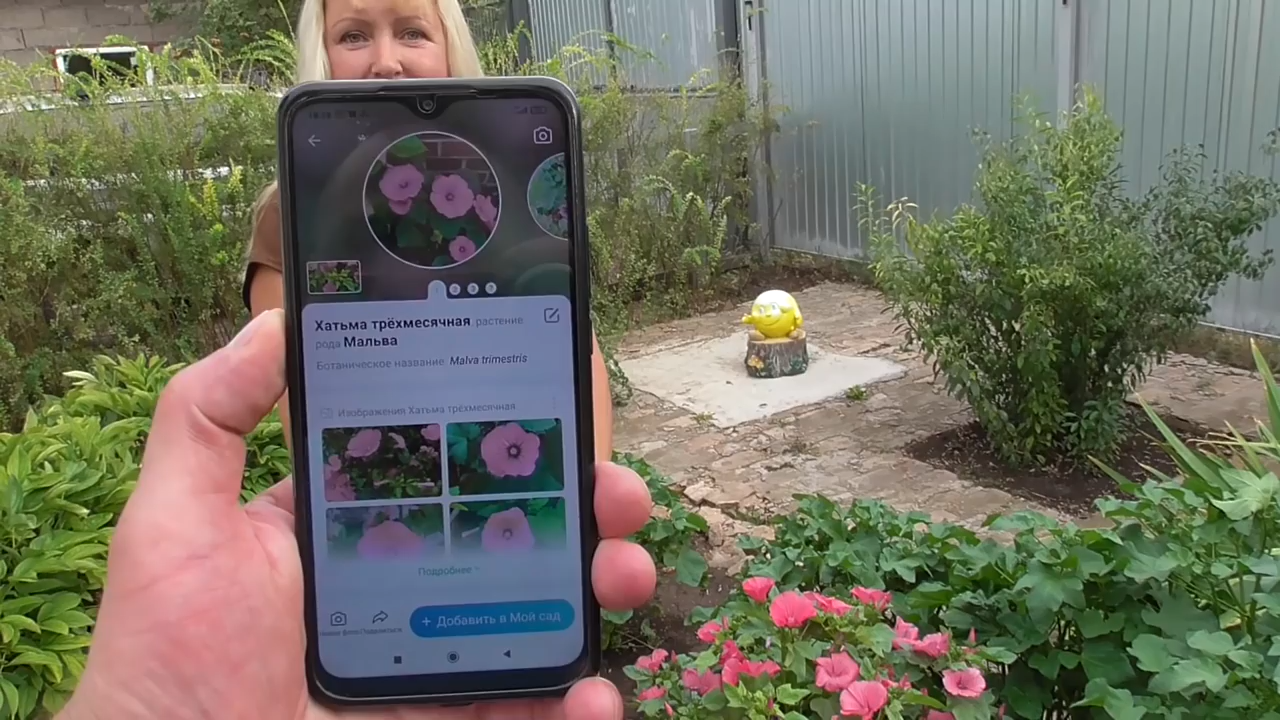 Хатьма трёхмесячная растение
рода Мальва
Ботаническое название Malva trimestris
Изображения Хатьма трёхмесячная
Подробнее
+ Добавить в Мой сад